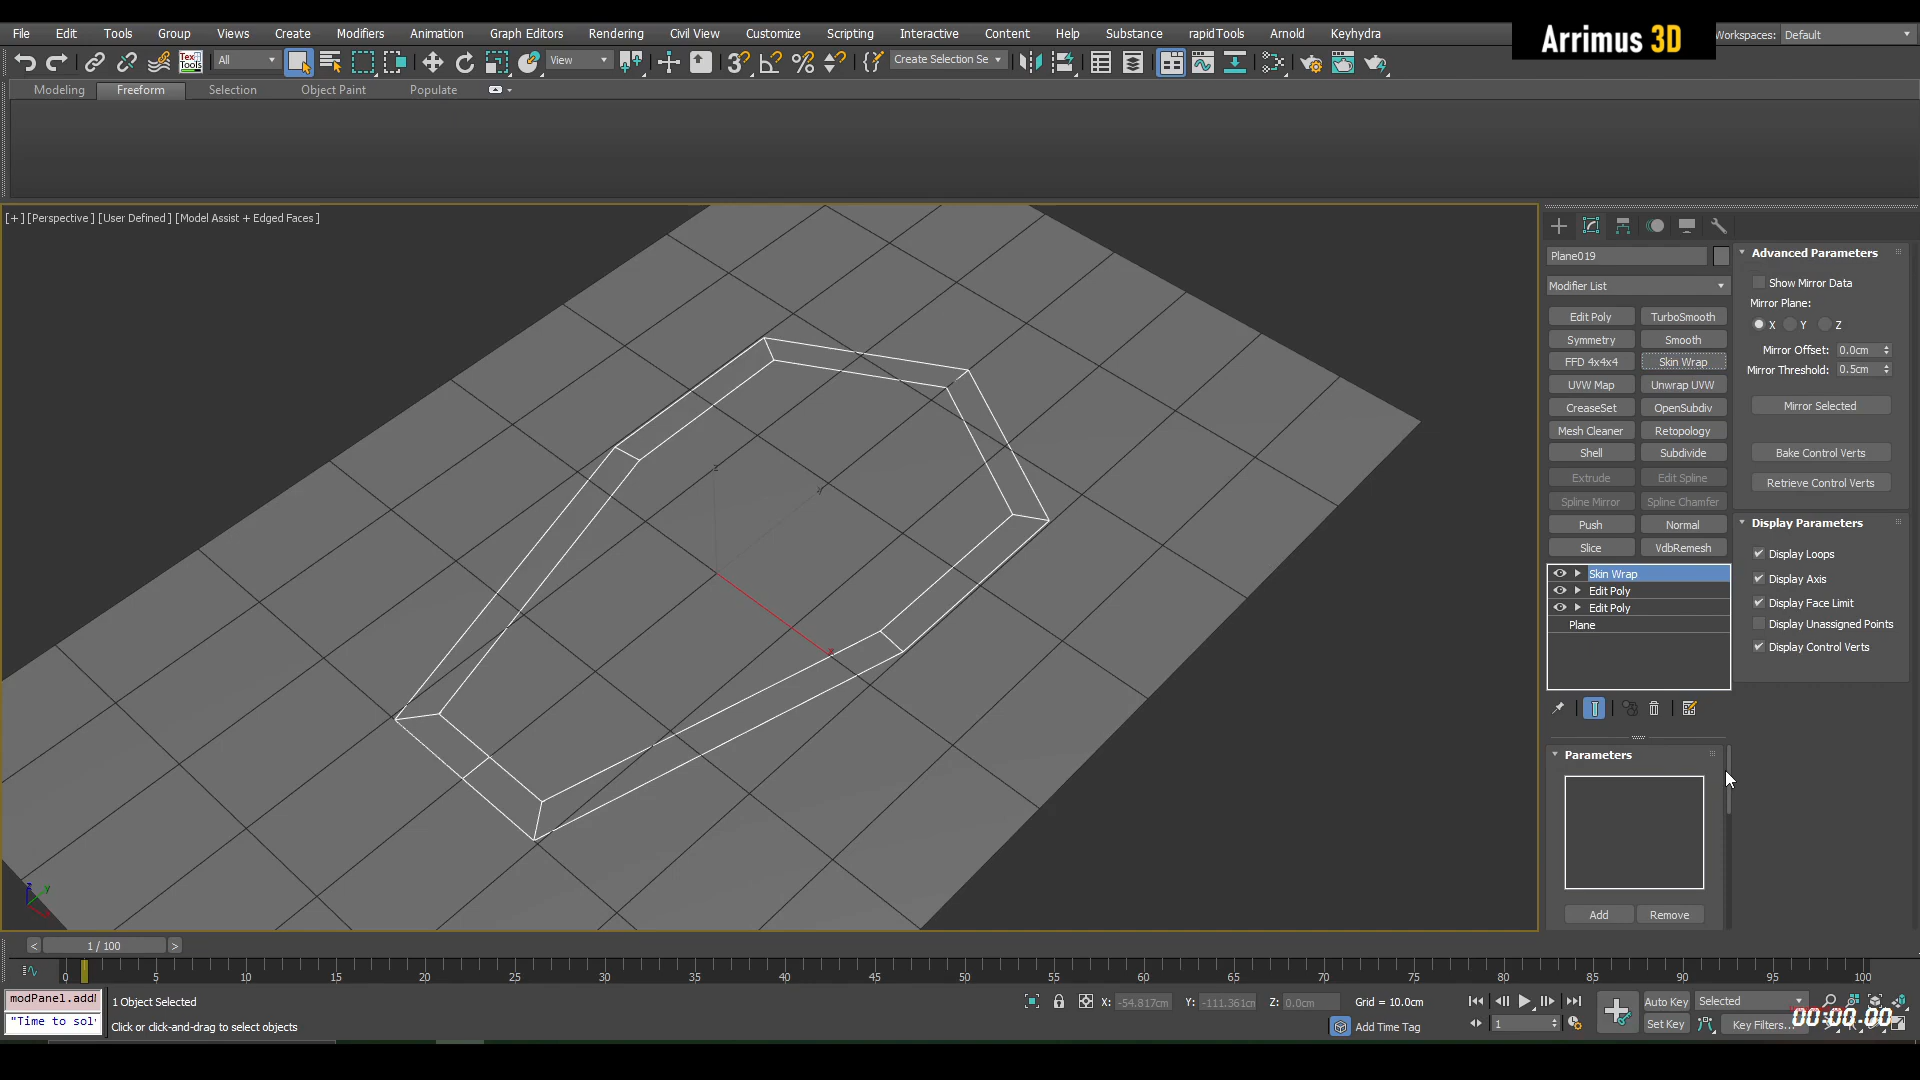 File Edit Tools Group Views Create Modifiers Animation Graph Editors Rendering Civil View Customize Scripting Interactive Content Help Substance rapidTools Arnold Keyhydra
Arrimus 3D
Workspaces: Default
Tex Tools
All
View
3
Create Selection Se
Modeling Freeform Selection Object Paint Populate
[+] [Perspective ] [User Defined ] [Model Assist + Edged Faces ]
Plane019
Modifier List
Edit Poly TurboSmooth
Symmetry Smooth
FFD 4x4x4 Skin Wrap
UVW Map Unwrap UVW
CreaseSet OpenSubdiv
Mesh Cleaner Retopology
Shell Subdivide
Extrude Edit Spline
Spline Mirror Spline Chamfer
Push Normal
Slice VdbRemesh
Skin Wrap
Edit Poly
Edit Poly
Plane
Parameters
Add Remove
Advanced Parameters
Show Mirror Data
Mirror Plane:
X Y Z
Mirror Offset: 0.0cm
Mirror Threshold: 0.5cm
Mirror Selected
Bake Control Verts
Retrieve Control Verts
Display Parameters
Display Loops
Display Axis
Display Face Limit
Display Unassigned Points
Display Control Verts
z
y
x
z
y
< 1 / 100 >
0 5 10 15 20 25 30 35 40 45 50 55 60 65 70 75 80 85 90 95 100
modPanel.add
"Time to sol
1 Object Selected
Click or click-and-drag to select objects
X: -54.817cm Y: -111.361cm Z: 0.0cm Grid = 10.0cm
Add Time Tag
1
Auto Key Selected
Set Key Key Filters...
00:00.00